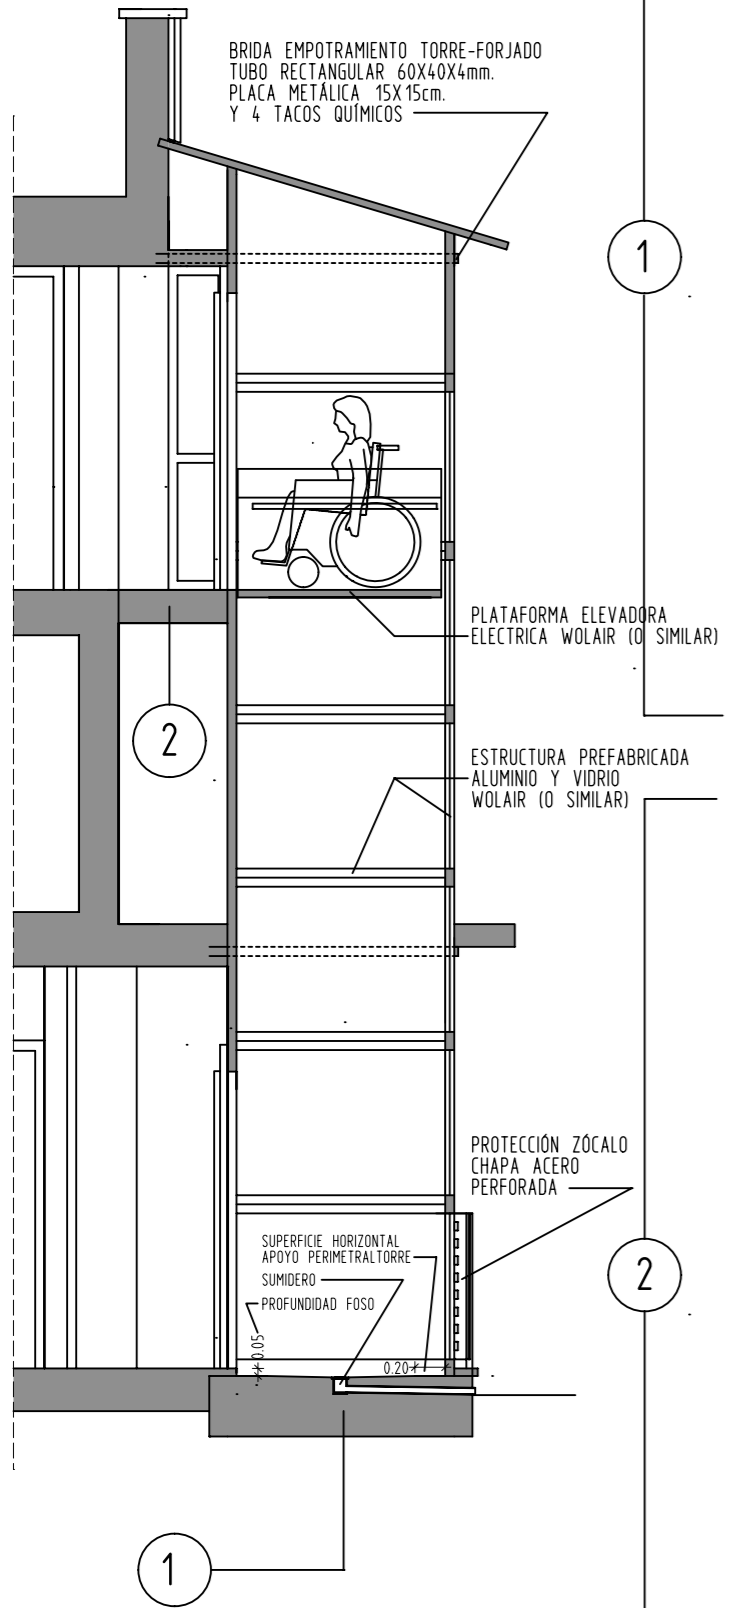 BRIDA EMPOTRAMIENTO TORRE-FORJADO
TUBO RECTANGULAR 60X40X4mm.
PLACA METÁLICA 15X15cm.
Y 4 TACOS QUÍMICOS
1
PLATAFORMA ELEVADORA
ELECTRICA WOLAIR (O SIMILAR)
2
ESTRUCTURA PREFABRICADA
ALUMINIO Y VIDRIO
WOLAIR (O SIMILAR)
PROTECCIÓN ZÓCALO
CHAPA ACERO
PERFORADA
SUPERFICIE HORIZONTAL
APOYO PERIMETRALTORRE
SUMIDERO
PROFUNDIDAD FOSO
2
0.05
0.20
1